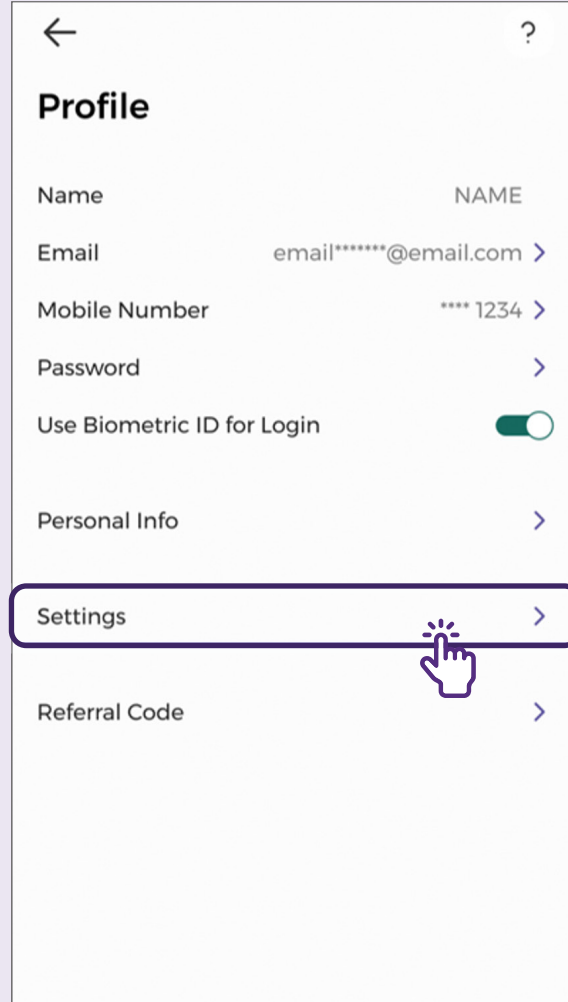 ?
Profile
Name NAME
Email email*******@email.com
Mobile Number **** 1234
Password
Use Biometric ID for Login
Personal Info
Settings
Referral Code